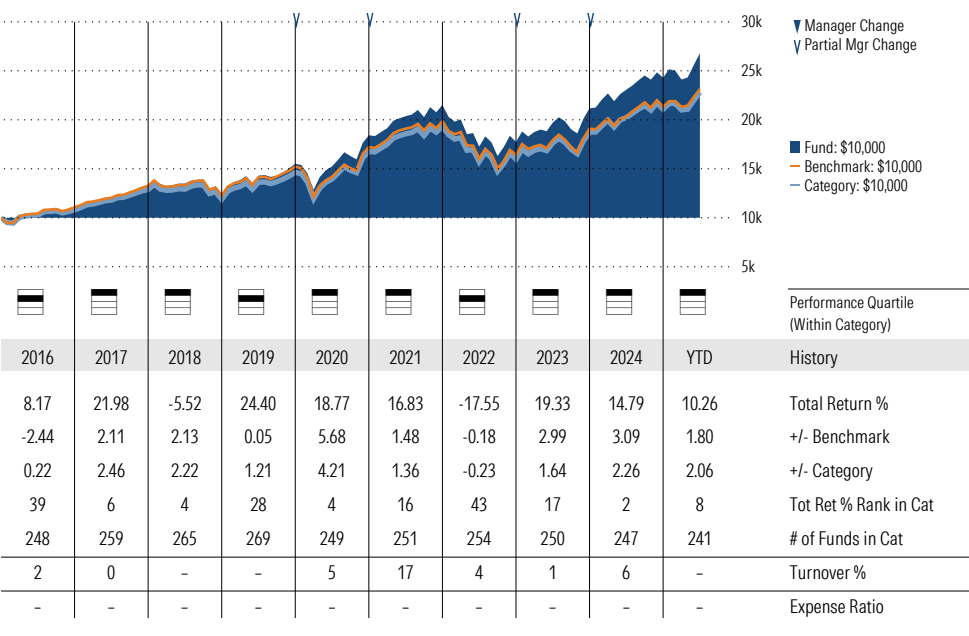 30k
▼ Manager Change
∨ Partial Mgr Change
25k
20k
Fund: $10,000
Benchmark: $10,000
Category: $10,000
15k
10k
5k
Performance Quartile
(Within Category)
2016 2017 2018 2019 2020 2021 2022 2023 2024 YTD History
8.17 21.98 -5.52 24.40 18.77 16.83 -17.55 19.33 14.79 10.26 Total Return %
-2.44 2.11 2.13 0.05 5.68 1.48 -0.18 2.99 3.09 1.80 +/- Benchmark
0.22 2.46 2.22 1.21 4.21 1.36 -0.23 1.64 2.26 2.06 +/- Category
39 6 4 28 4 16 43 17 2 8 Tot Ret % Rank in Cat
248 259 265 269 249 251 254 250 247 241 # of Funds in Cat
2 0 – – 5 17 4 1 6 – Turnover %
– – – – – – – – – – Expense Ratio